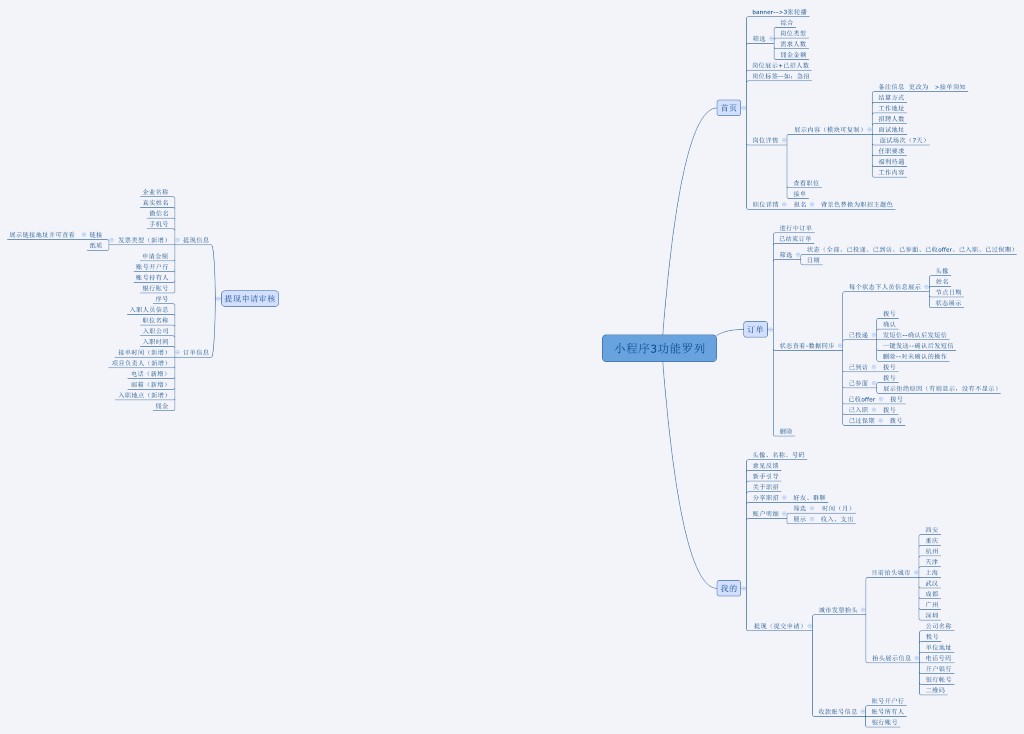 小程序3功能罗列
首页
banner-->3张轮播
筛选
综合
岗位类型
需求人数
佣金金额
岗位展示+已招人数
岗位标签--如：急招
岗位详情
展示内容（模块可复制）
备注信息 更改为 >接单须知
结算方式
工作地址
招聘人数
面试地址
面试场次（7天）
任职要求
福利待遇
工作内容
查看职位
接单
职位详情
报名
背景色替换为职招主题色
订单
进行中订单
已结束订单
筛选
状态（全部、已投递、已到访、已参面、已收offer、已入职、已过保期）
日期
状态查看-数据同步
每个状态下人员信息展示
头像
姓名
节点日期
状态展示
已投递
拨号
确认
发短信--确认后发短信
一键发送--确认后发短信
删除--对未确认的操作
已到访
拨号
已参面
拨号
展示拒绝原因（有则显示，没有不显示）
已收offer
拨号
已入职
拨号
已过保期
拨号
删除
我的
头像、名称、号码
意见反馈
新手引导
关于职招
分享职招
好友、群聊
账户明细
筛选
时间（月）
展示
收入、支出
提现（提交申请）
城市发票抬头
目前抬头城市
西安
重庆
杭州
天津
上海
武汉
成都
广州
深圳
抬头展示信息
公司名称
税号
单位地址
电话号码
开户银行
银行账号
二维码
收款账号信息
账号开户行
账号所有人
银行账号
提现申请审核
提现信息
企业名称
真实姓名
微信名
手机号
发票类型（新增）
链接
展示链接地址并可查看
纸质
申请金额
账号开户行
账号持有人
银行账号
订单信息
序号
入职人员信息
职位名称
入职公司
入职时间
接单时间（新增）
项目负责人（新增）
电话（新增）
邮箱（新增）
入职地点（新增）
佣金